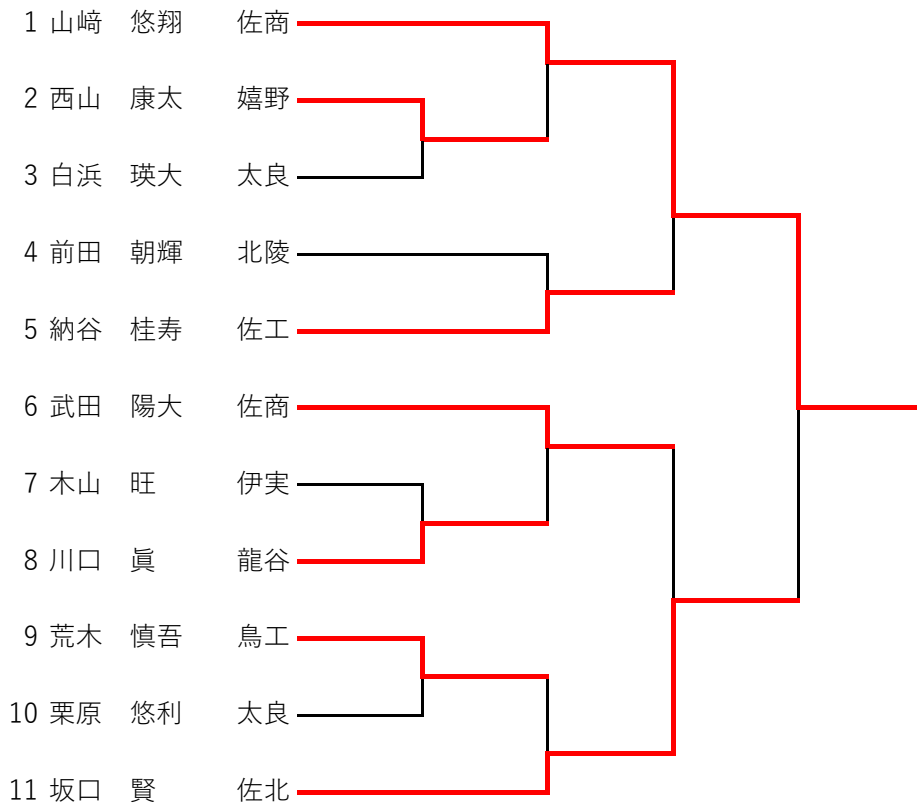 1 山﨑 悠翔 佐商
2 西山 康太 嬉野
3 白浜 瑛大 太良
4 前田 朝輝 北陵
5 納谷 桂寿 佐工
6 武田 陽大 佐商
7 木山 旺 伊実
8 川口 眞 龍谷
9 荒木 慎吾 鳥工
10 栗原 悠利 太良
11 坂口 賢 佐北